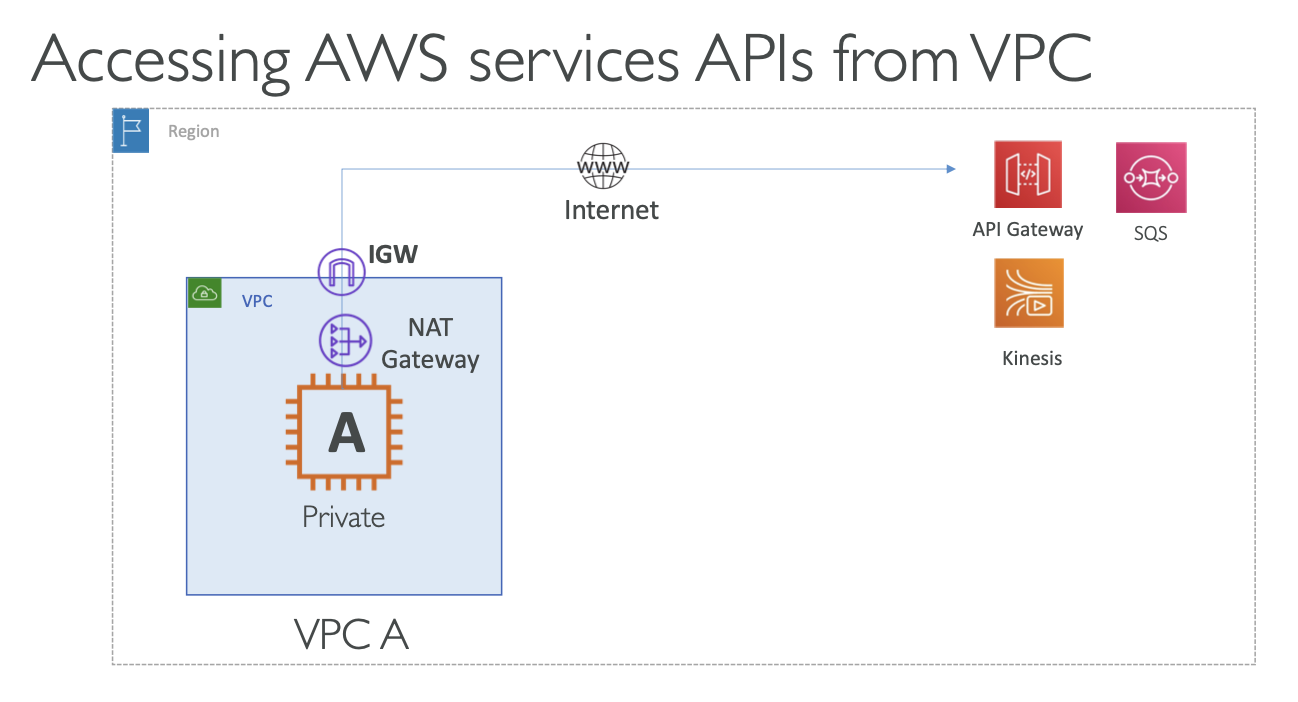 Accessing AWS services APIs from VPC
Region
WWW
Internet
API Gateway
SQS
IGW
VPC
NAT
Gateway
Kinesis
A
Private
VPC A